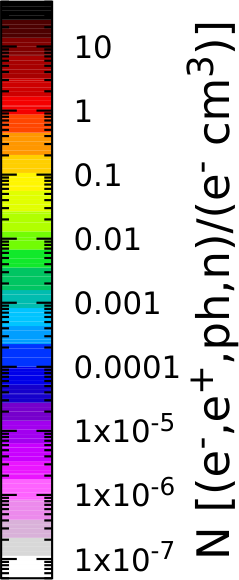 10
1
0.1
0.01
0.001
0.0001
1x10⁻⁵
1x10⁻⁶
1x10⁻⁷
N [(e⁻,e⁺,ph,n)/(e⁻ cm³)]